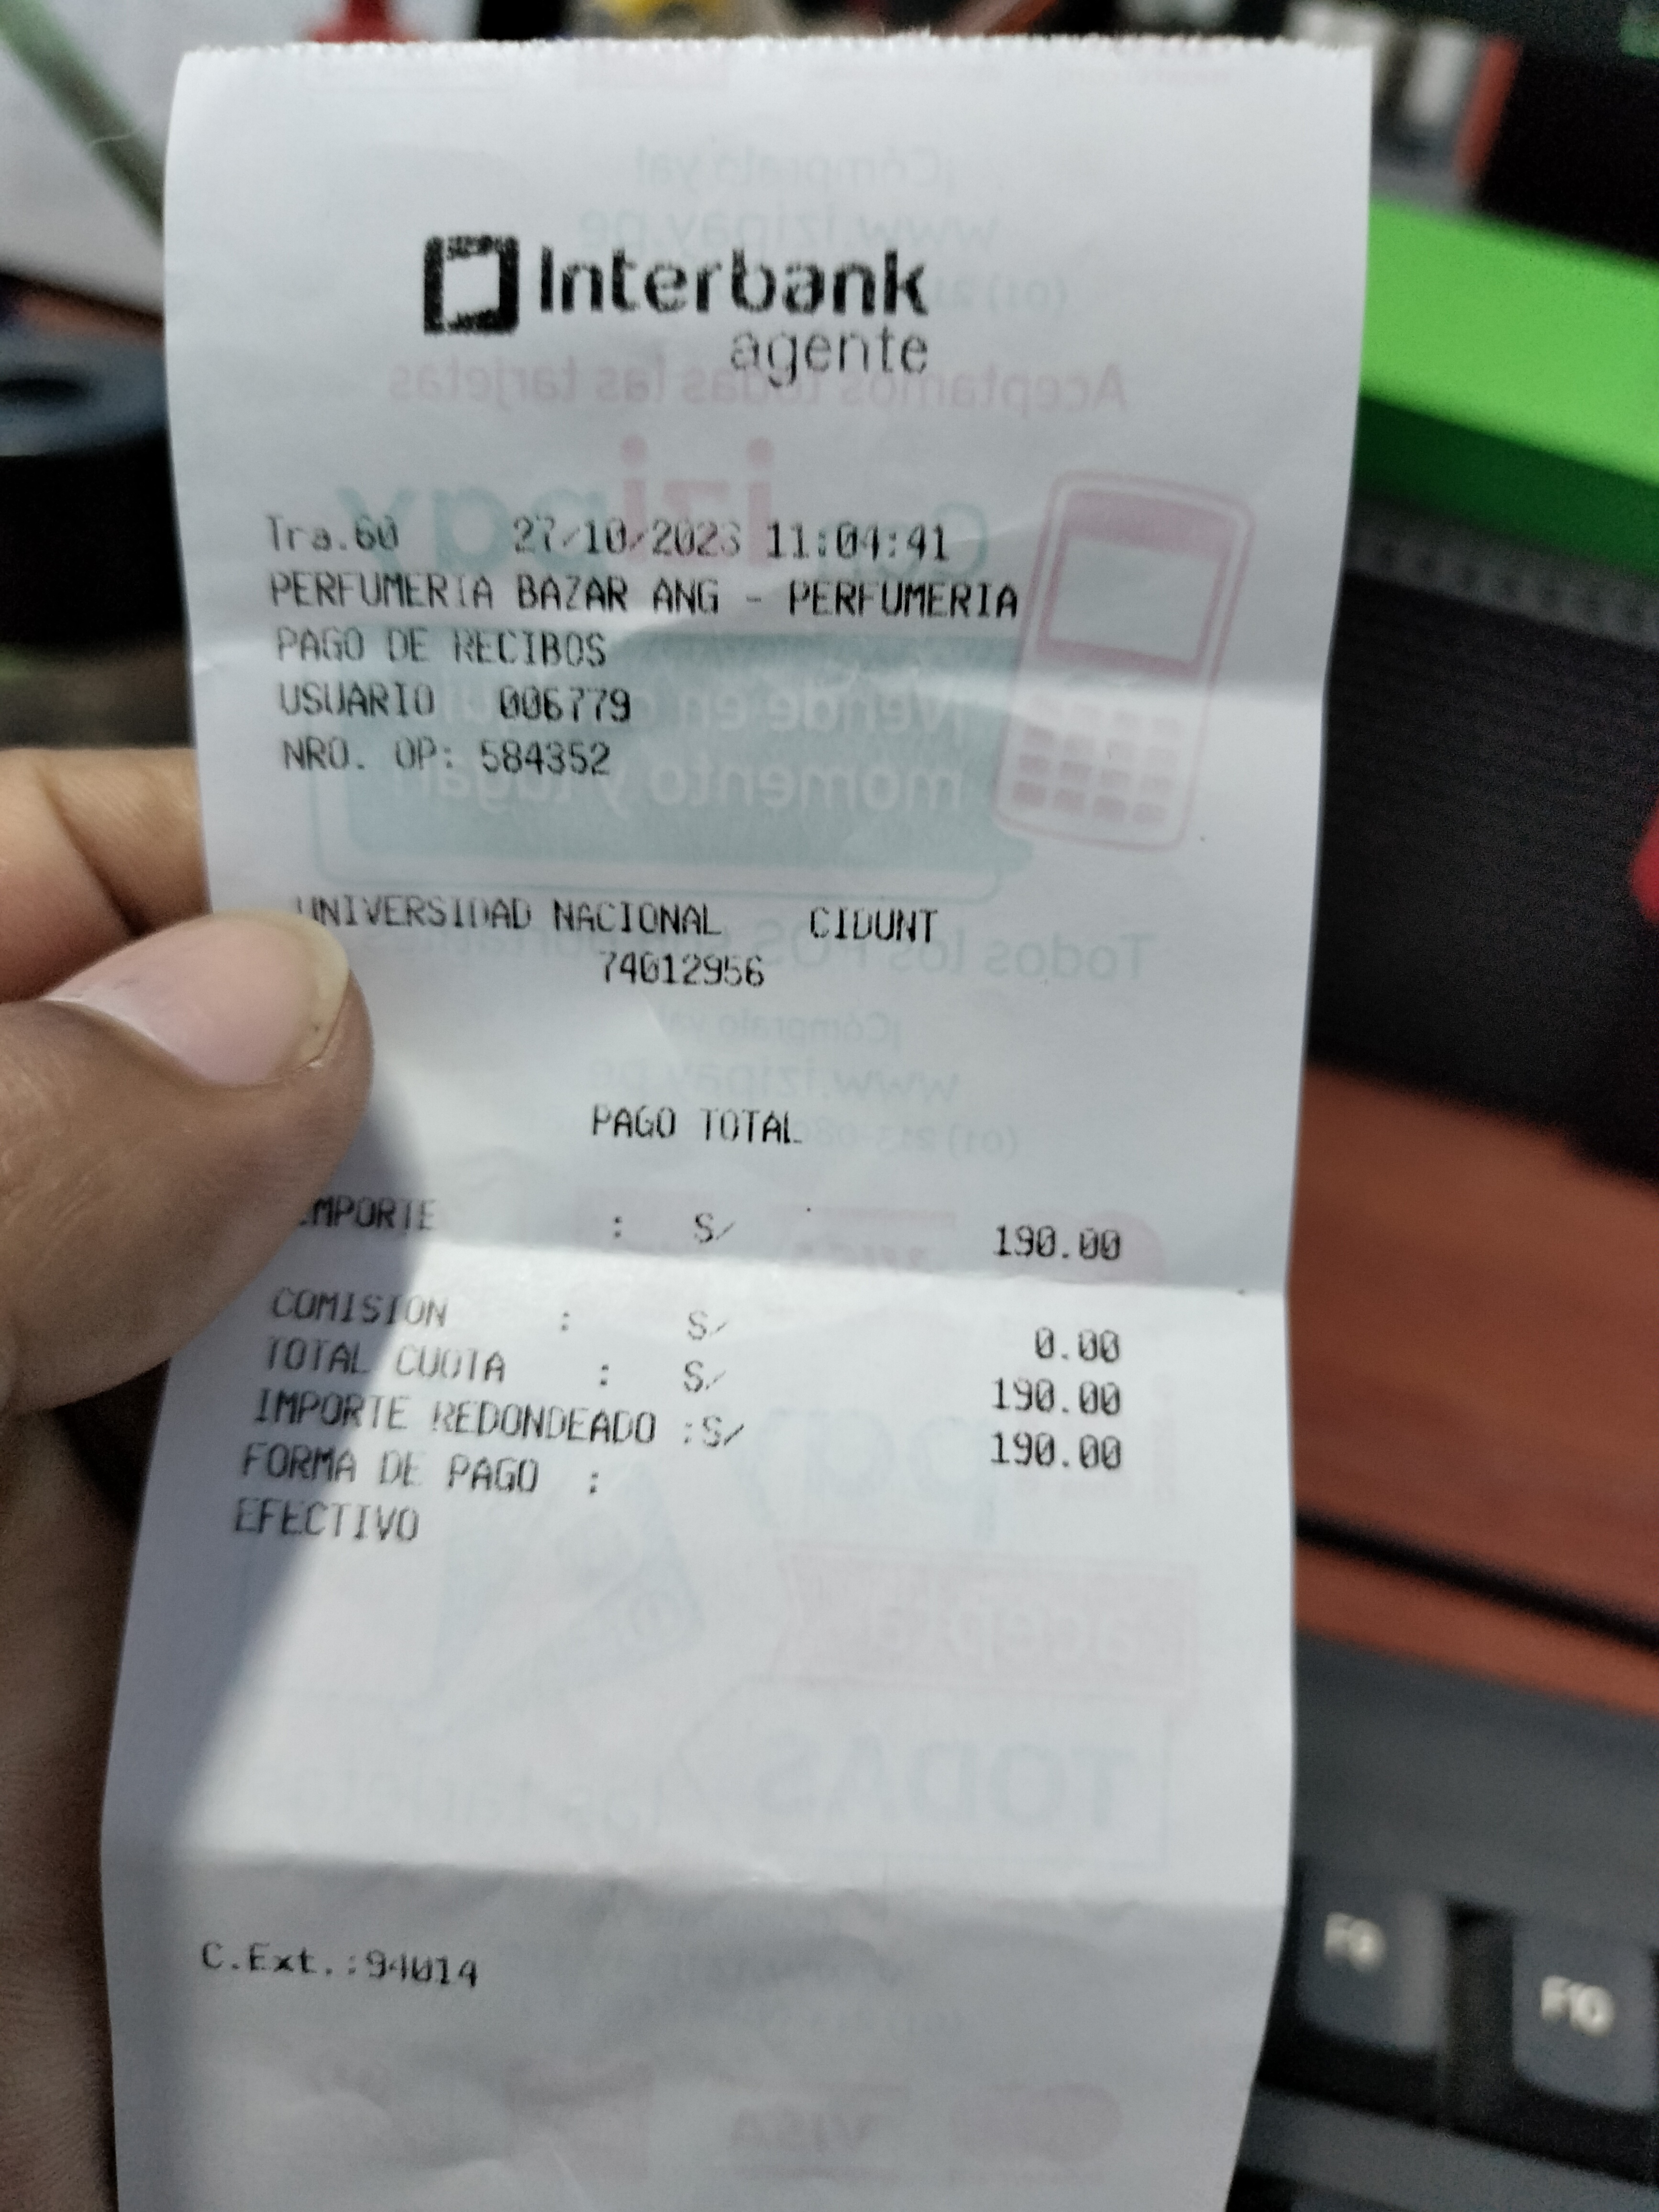 Interbank
agente
Tra.60 27/10/2023 11:04:41
PERFUMERIA BAZAR ANG - PERFUMERIA
PAGO DE RECIBOS
USUARIO 006779
NRO. OP: 584352
UNIVERSIDAD NACIONAL CIDUNT
74012956
PAGO TOTAL
IMPORTE : S/ 190.00
COMISION : S/ 0.00
TOTAL CUOTA : S/ 190.00
IMPORTE REDONDEADO :S/ 190.00
FORMA DE PAGO :
EFECTIVO
C.Ext.:94014
F9
F10